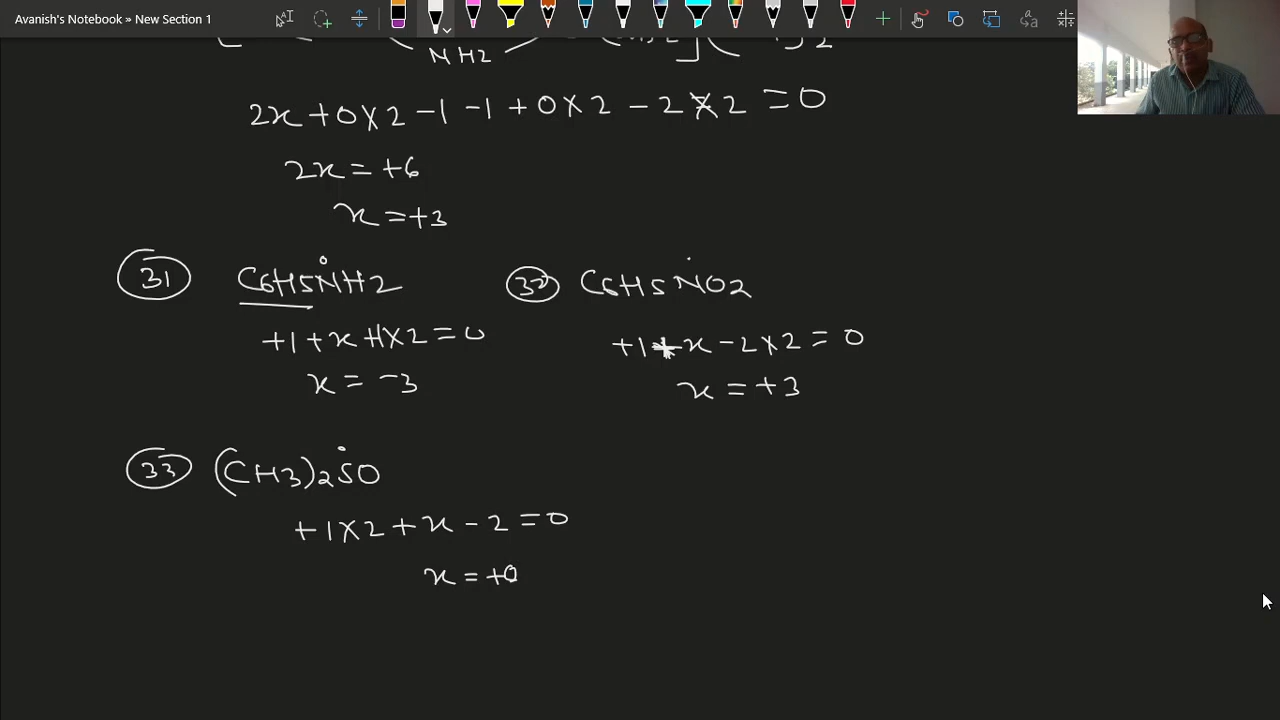 Avanish's Notebook » New Section 1
NH2
2x + 0 x 2 - 1 - 1 + 0 x 2 - 2 x 2 = 0
2x = +6
x = +3
31 C6H5NH2
+1 + x + 1 x 2 = 0
x = -3
32 C6H5NO2
+1 + x - 2 x 2 = 0
x = +3
33 (CH3)2SO
+1 x 2 + x - 2 = 0
x = +0